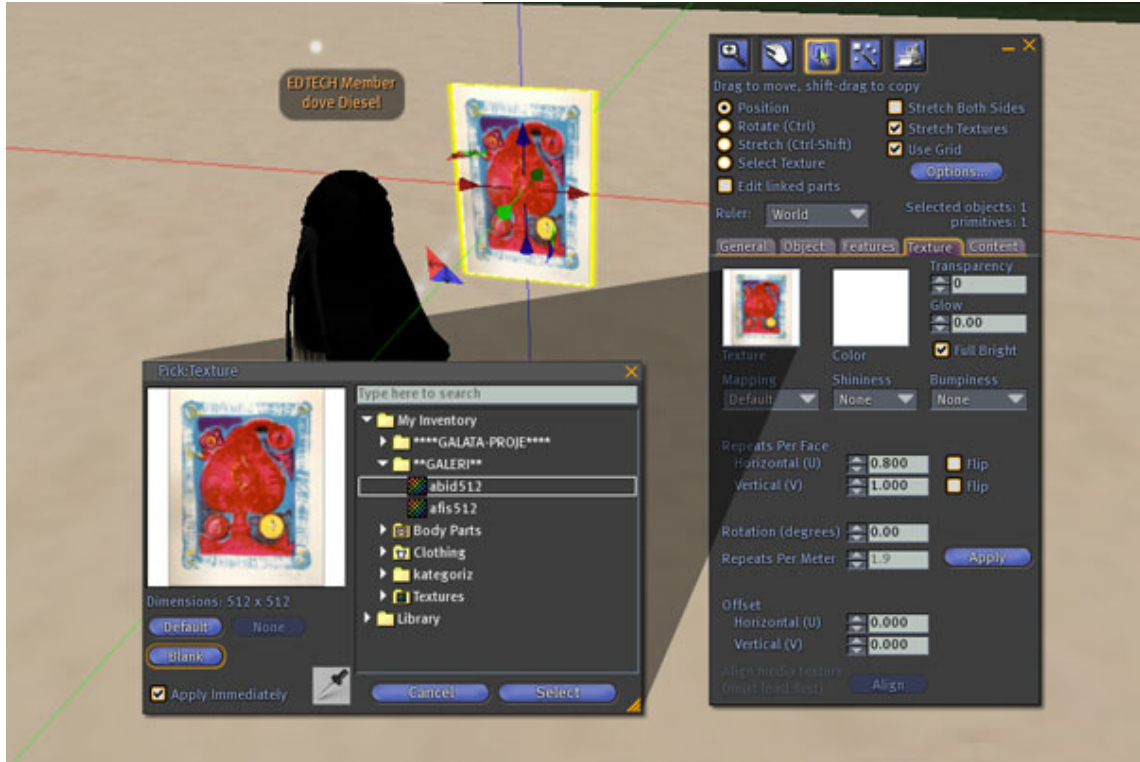 EDTECH Member
dove Diesel
Drag to move, shift-drag to copy
Position
Rotate (Ctrl)
Stretch (Ctrl-Shift)
Select Texture
Edit linked parts
Stretch Both Sides
Stretch Textures
Use Grid
Options...
Ruler: World
Selected objects: 1
primitives: 1
General Object Features Texture Content
Texture
Color
Transparency
0
Glow
0.00
Full Bright
Mapping Shininess Bumpiness
Default None None
Repeats Per Face
Horizontal (U) 0.800 Flip
Vertical (V) 1.000 Flip
Rotation (degrees) 0.00
Repeats Per Meter 1.9 Apply
Offset
Horizontal (U) 0.000
Vertical (V) 0.000
Align media texture
(must load first) Align
Pick:Texture
Type here to search
My Inventory
****GALATA-PROJE****
**GALERI**
abid512
afis512
Body Parts
Clothing
kategoriz
Textures
Library
Dimensions: 512 x 512
Default None
Blank
Apply Immediately
Cancel Select